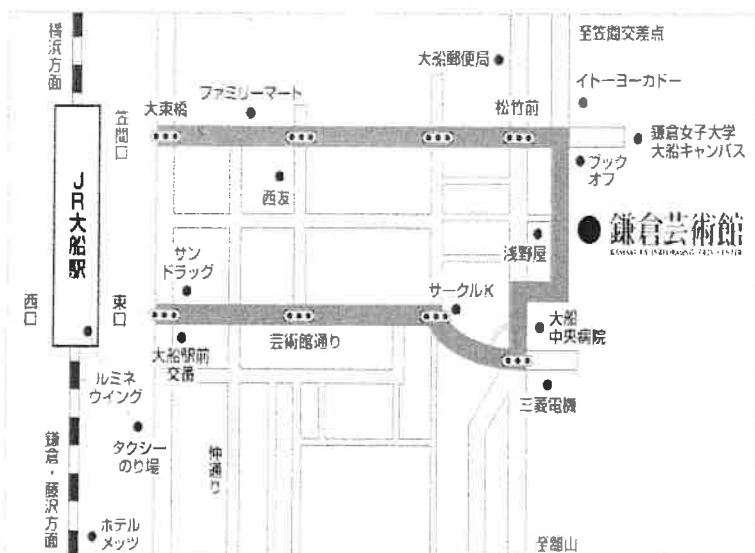 横浜方面
至笠間交差点
大船郵便局
イトーヨーカドー
ファミリーマート
大東橋
松竹前
笠間口
鎌倉女子大学
大船キャンパス
ブック
オフ
西友
JR大船駅
鎌倉芸術館
浅野屋
サン
ドラッグ
サークルK
西口
東口
大船
中央病院
芸術館通り
大船駅前
交番
ルミネ
ウイング
三菱電機
タクシー
のり場
仲通り
鎌倉・藤沢方面
ホテル
メッツ